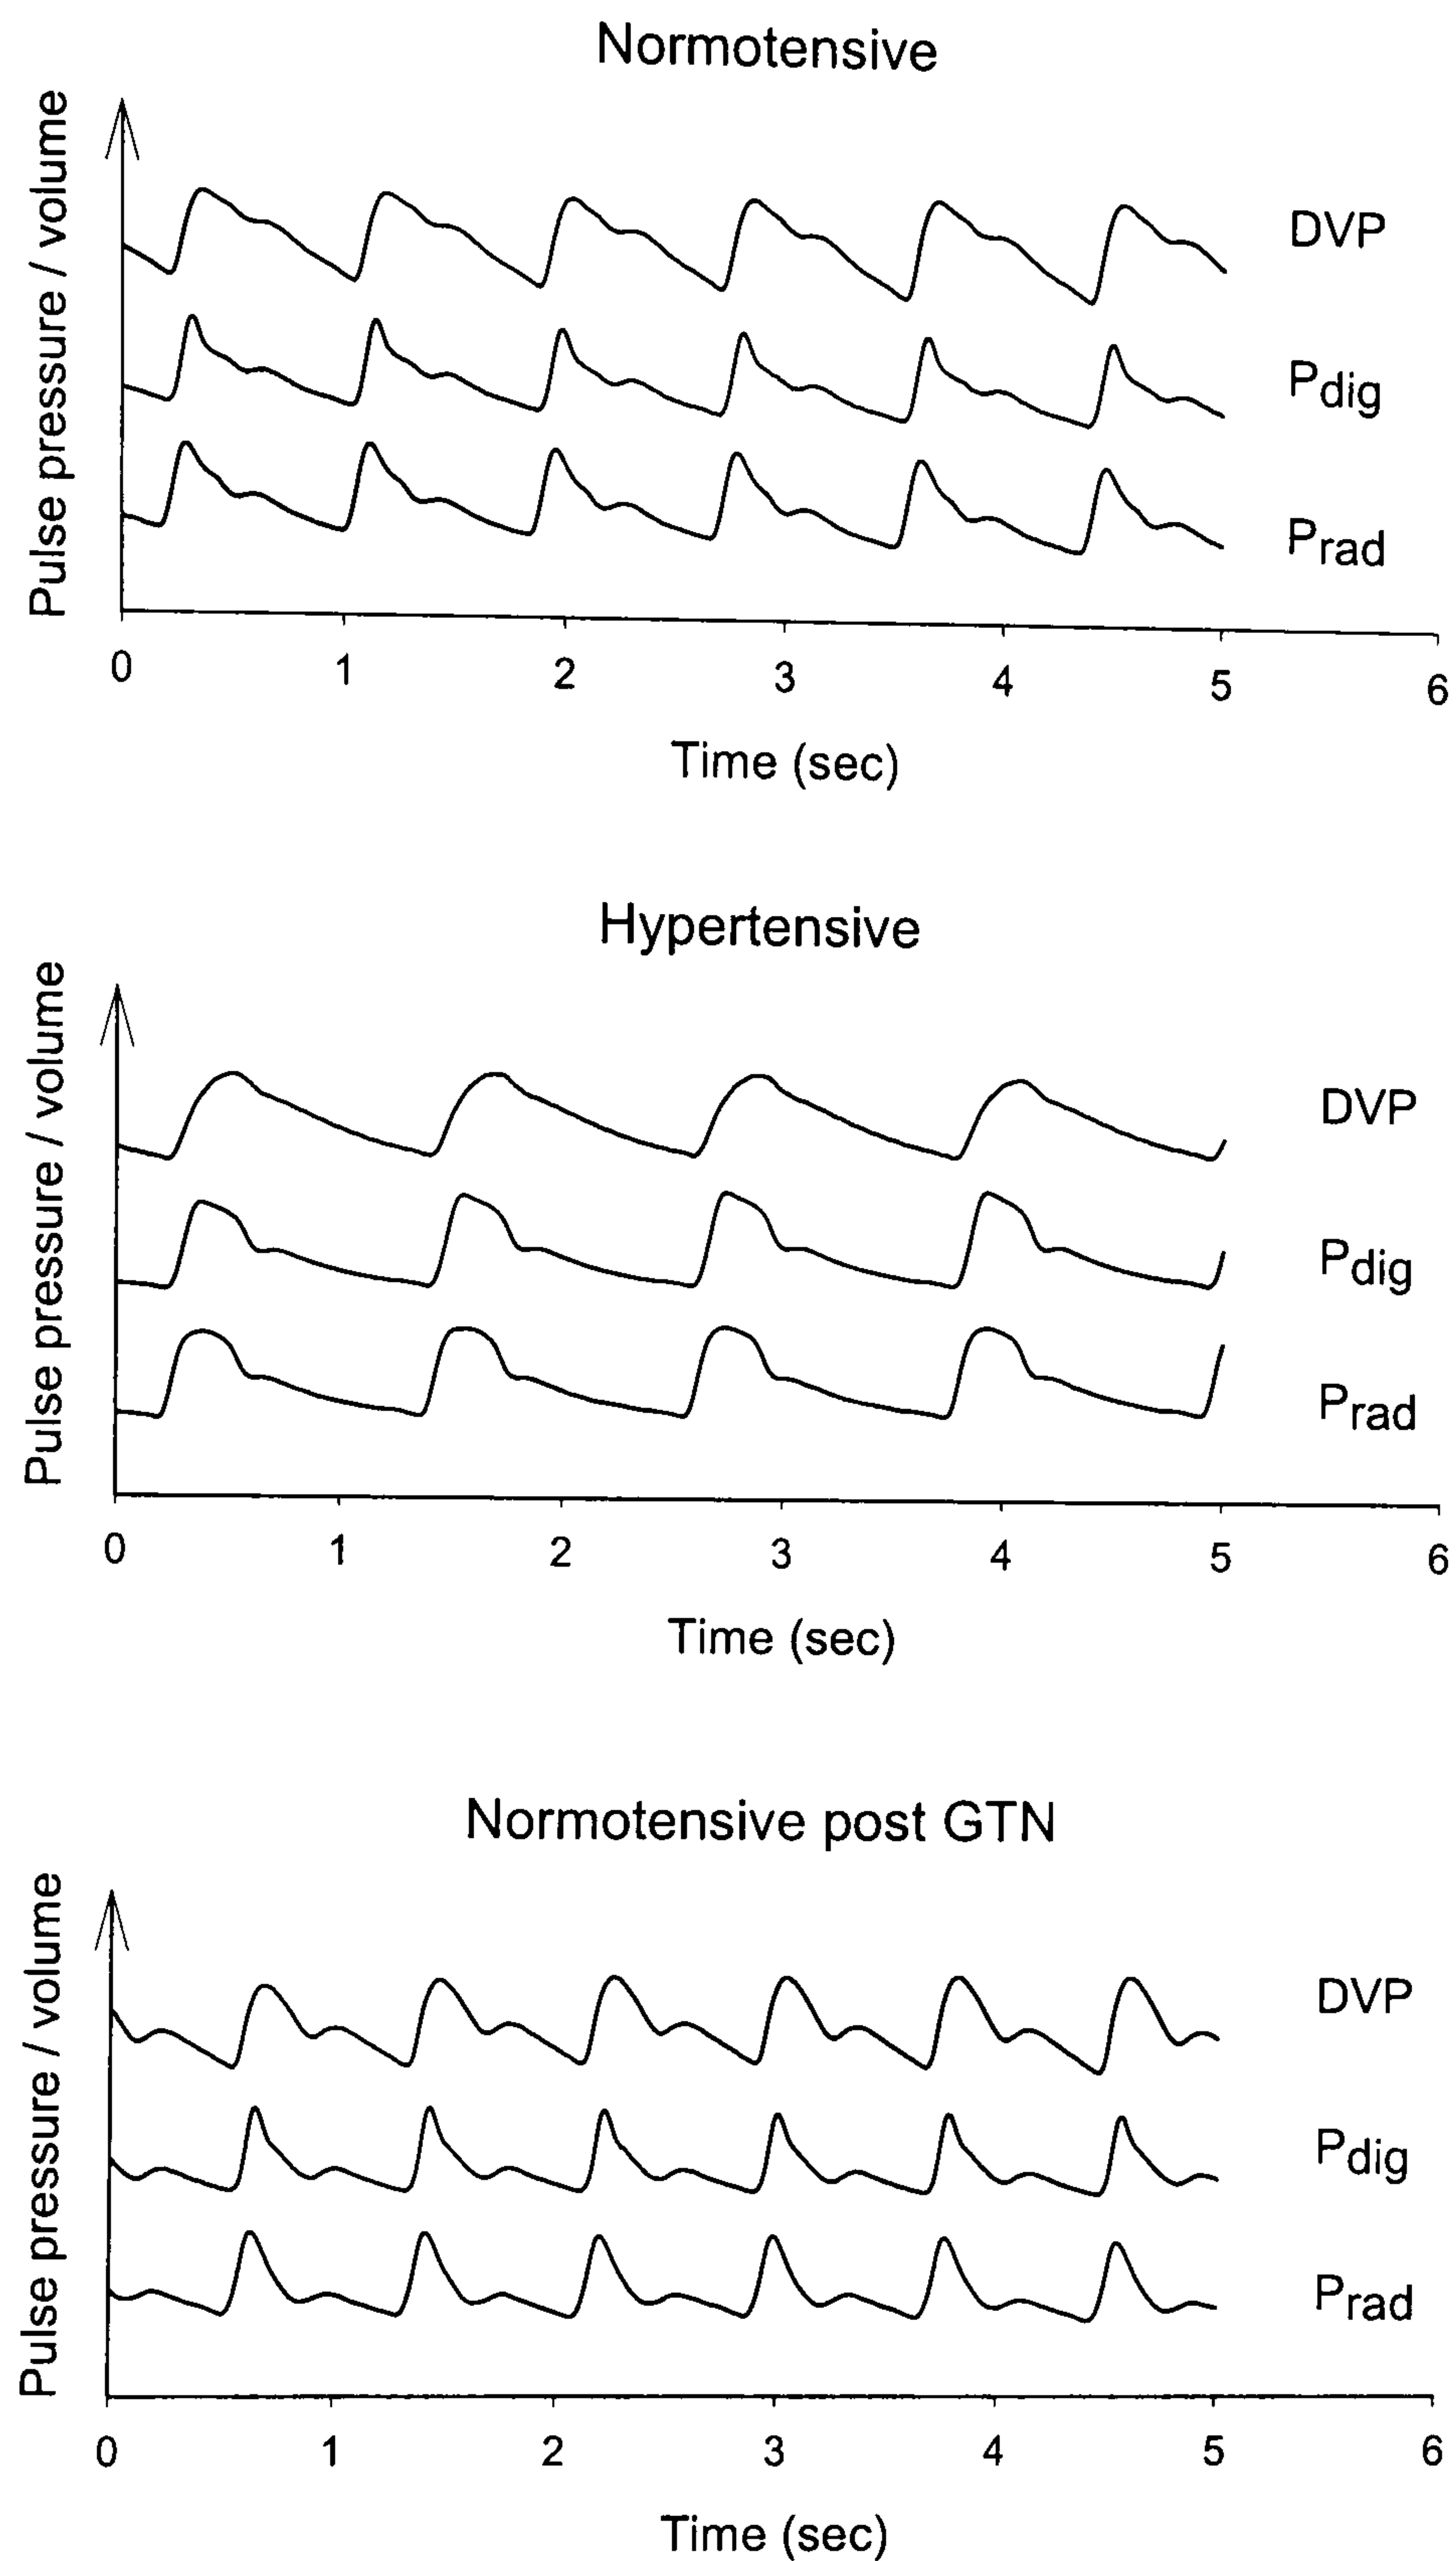 Normotensive
Pulse pressure / volume
DVP
Pdig
Prad
0 1 2 3 4 5 6
Time (sec)
Hypertensive
Pulse pressure / volume
DVP
Pdig
Prad
0 1 2 3 4 5 6
Time (sec)
Normotensive post GTN
Pulse pressure / volume
DVP
Pdig
Prad
0 1 2 3 4 5 6
Time (sec)